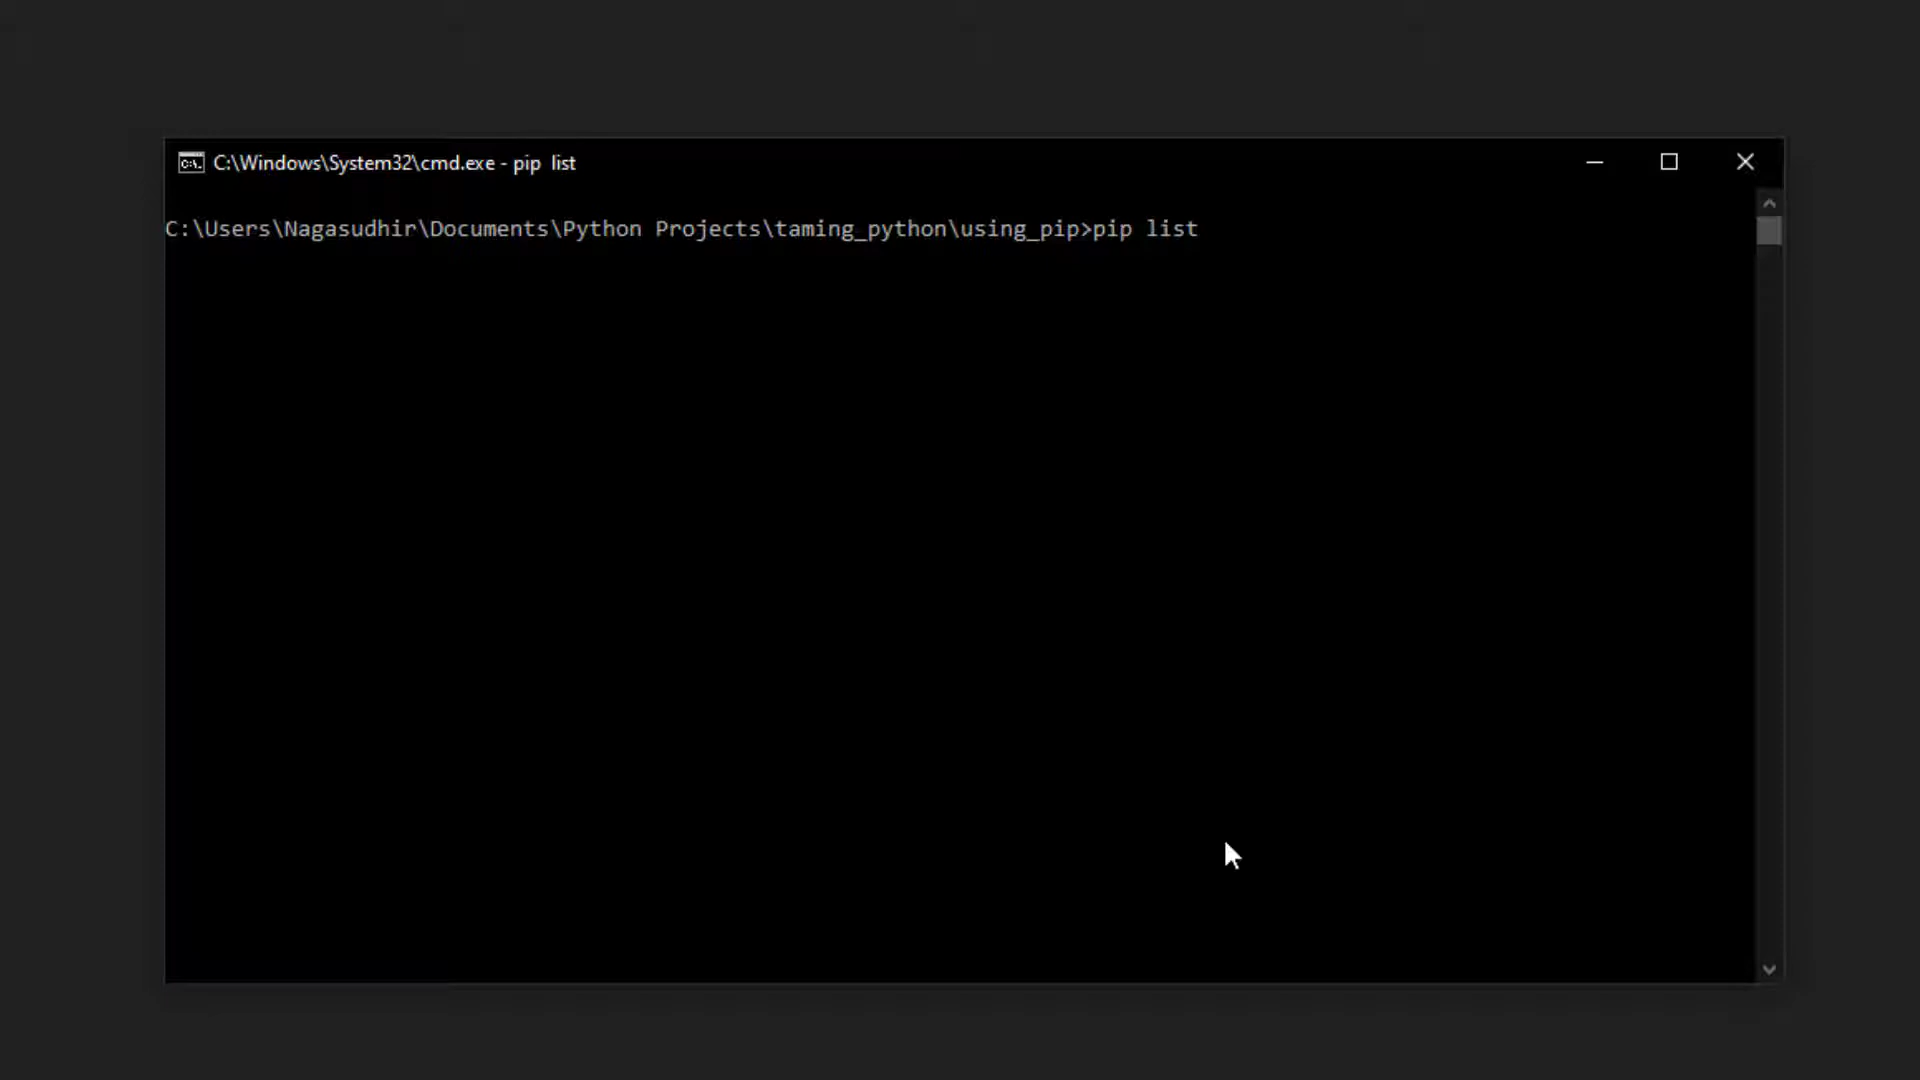 C:\Windows\System32\cmd.exe - pip  list
C:\Users\Nagasudhir\Documents\Python Projects\taming_python\using_pip>pip list